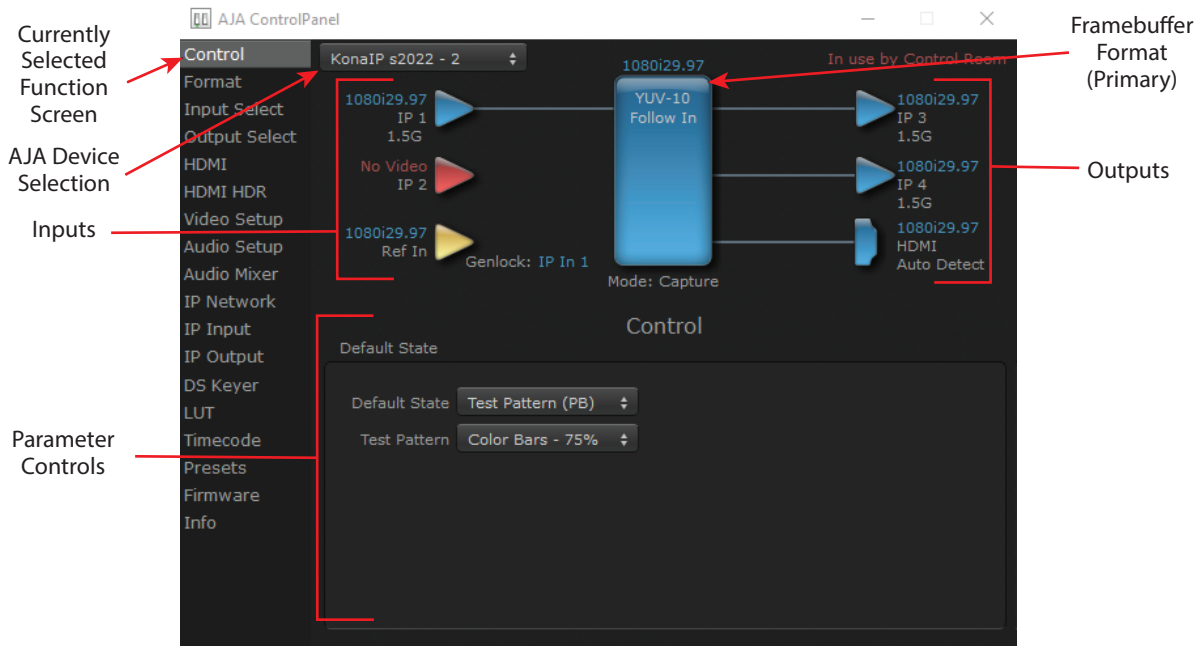 AJA ControlPanel
Currently
Selected
Function
Screen
AJA Device
Selection
Inputs
Parameter
Controls
Framebuffer
Format
(Primary)
Outputs
Control
Format
Input Select
Output Select
HDMI
HDMI HDR
Video Setup
Audio Setup
Audio Mixer
IP Network
IP Input
IP Output
DS Keyer
LUT
Timecode
Presets
Firmware
Info
KonaIP s2022 - 2
In use by Control Room
1080i29.97
YUV-10
Follow In
1080i29.97
IP 1
1.5G
No Video
IP 2
1080i29.97
Ref In
Genlock: IP In 1
Mode: Capture
1080i29.97
IP 3
1.5G
1080i29.97
IP 4
1.5G
1080i29.97
HDMI
Auto Detect
Control
Default State
Default State Test Pattern (PB)
Test Pattern Color Bars - 75%